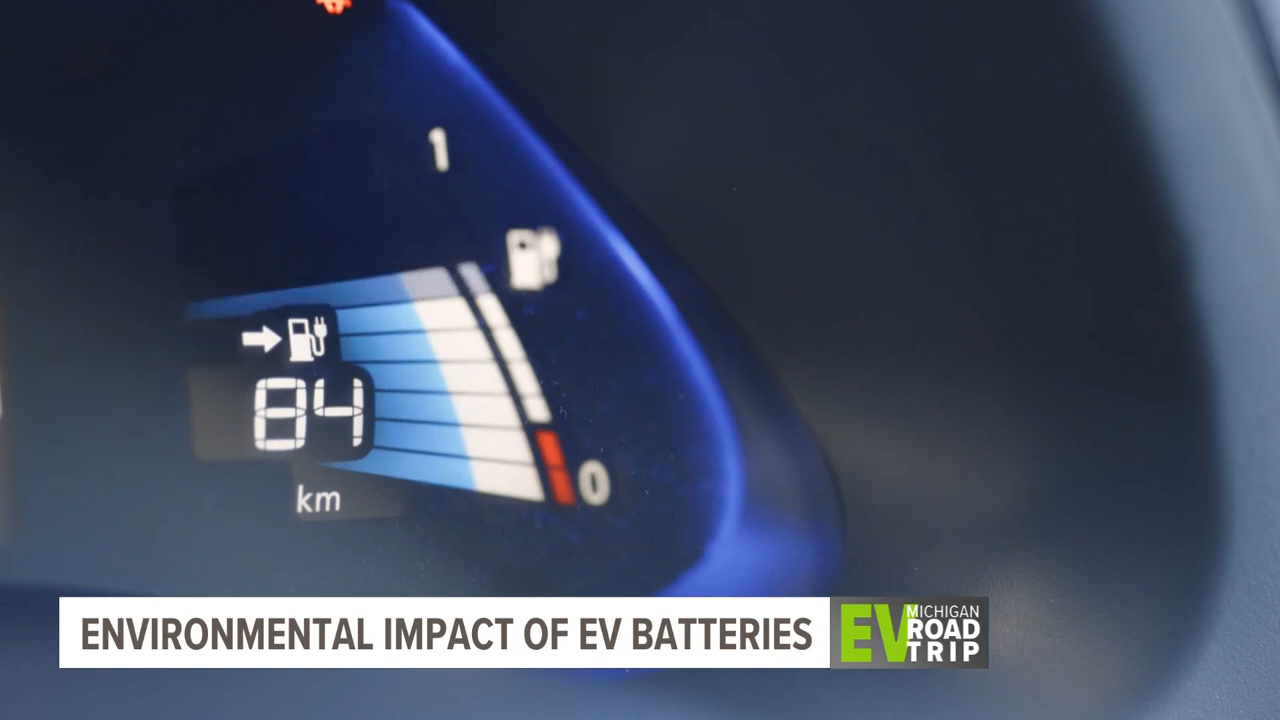 1
84
km
0
ENVIRONMENTAL IMPACT OF EV BATTERIES
EV MICHIGAN
ROAD
TRIP